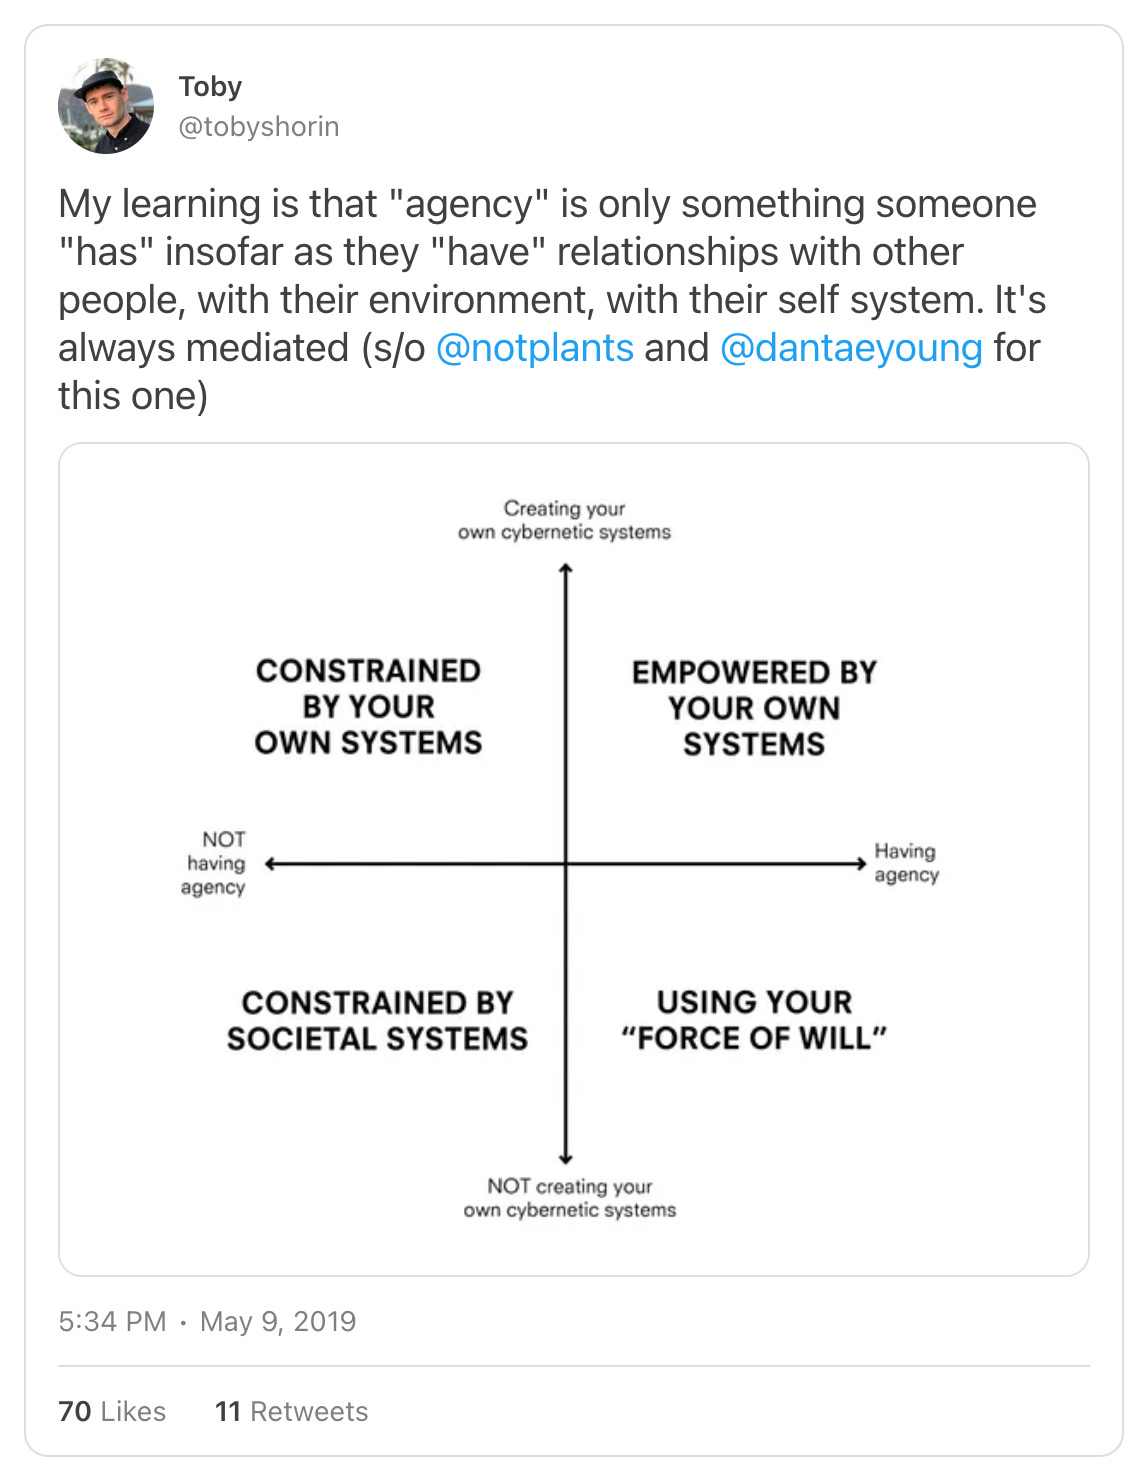 Toby
@tobyshorin
My learning is that "agency" is only something someone
"has" insofar as they "have" relationships with other
people, with their environment, with their self system. It's
always mediated (s/o @notplants and @dantaeyoung for
this one)
Creating your
own cybernetic systems
CONSTRAINED
BY YOUR
OWN SYSTEMS
EMPOWERED BY
YOUR OWN
SYSTEMS
NOT
having
agency
Having
agency
CONSTRAINED BY
SOCIETAL SYSTEMS
USING YOUR
“FORCE OF WILL”
NOT creating your
own cybernetic systems
5:34 PM · May 9, 2019
70 Likes 11 Retweets